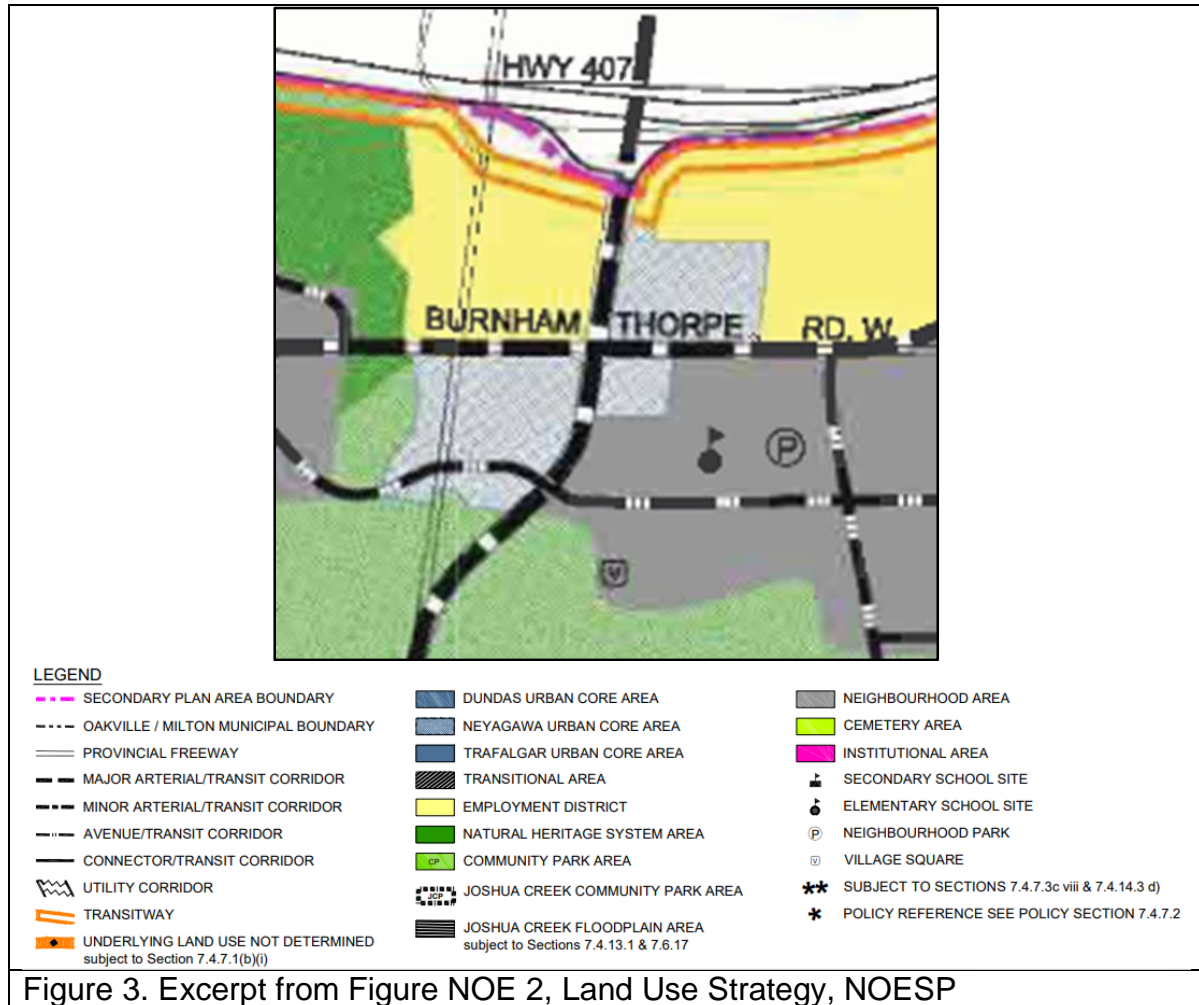 HWY 407
BURNHAM THORPE RD. W.
P
V
LEGEND
SECONDARY PLAN AREA BOUNDARY
OAKVILLE / MILTON MUNICIPAL BOUNDARY
PROVINCIAL FREEWAY
MAJOR ARTERIAL/TRANSIT CORRIDOR
MINOR ARTERIAL/TRANSIT CORRIDOR
AVENUE/TRANSIT CORRIDOR
CONNECTOR/TRANSIT CORRIDOR
UTILITY CORRIDOR
TRANSITWAY
UNDERLYING LAND USE NOT DETERMINED
subject to Section 7.4.7.1(b)(i)
DUNDAS URBAN CORE AREA
NEYAGAWA URBAN CORE AREA
TRAFALGAR URBAN CORE AREA
TRANSITIONAL AREA
EMPLOYMENT DISTRICT
NATURAL HERITAGE SYSTEM AREA
CP COMMUNITY PARK AREA
JCP JOSHUA CREEK COMMUNITY PARK AREA
JOSHUA CREEK FLOODPLAIN AREA
subject to Sections 7.4.13.1 & 7.6.17
NEIGHBOURHOOD AREA
CEMETERY AREA
INSTITUTIONAL AREA
SECONDARY SCHOOL SITE
ELEMENTARY SCHOOL SITE
P NEIGHBOURHOOD PARK
V VILLAGE SQUARE
** SUBJECT TO SECTIONS 7.4.7.3c viii & 7.4.14.3 d)
* POLICY REFERENCE SEE POLICY SECTION 7.4.7.2
Figure 3. Excerpt from Figure NOE 2, Land Use Strategy, NOESP